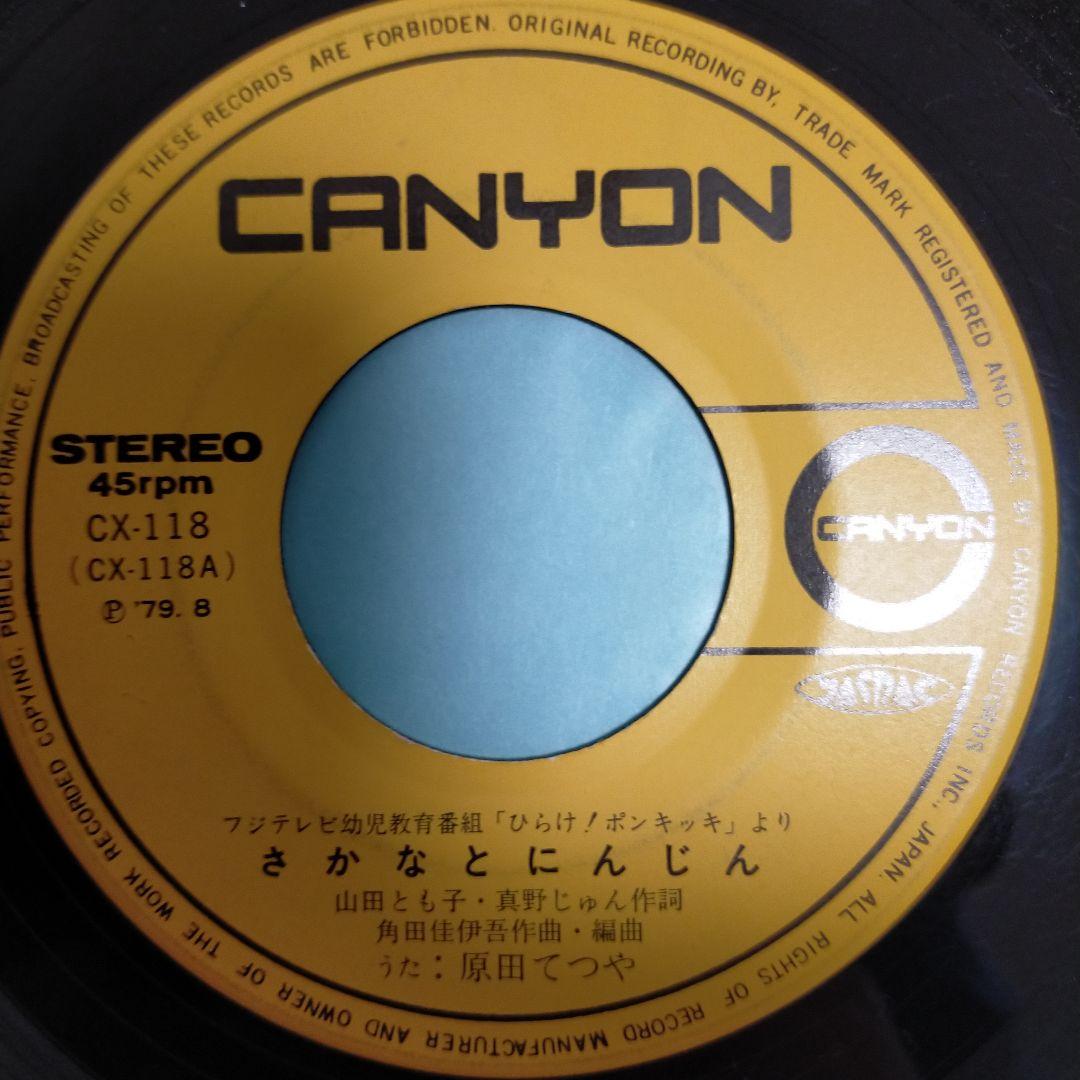 COPYING, PUBLIC PERFORMANCE, BROADCASTING OF THESE RECORDS ARE FORBIDDEN. ORIGINAL RECORDING BY, TRADE MARK REGISTERED AND MADE BY CANYON RECORDS INC., JAPAN. ALL RIGHTS OF RECORD MANUFACTURER AND OWNER OF THE WORK RECORDED
CANYON
STEREO
45rpm
CX-118
(CX-118A)
Ⓟ '79. 8
CANYON
JASRAC
フジテレビ幼児教育番組「ひらけ!ポンキッキ」より
さかなとにんじん
山田とも子・真野じゅん作詞
角田佳伊吾作曲・編曲
うた:原田てつや